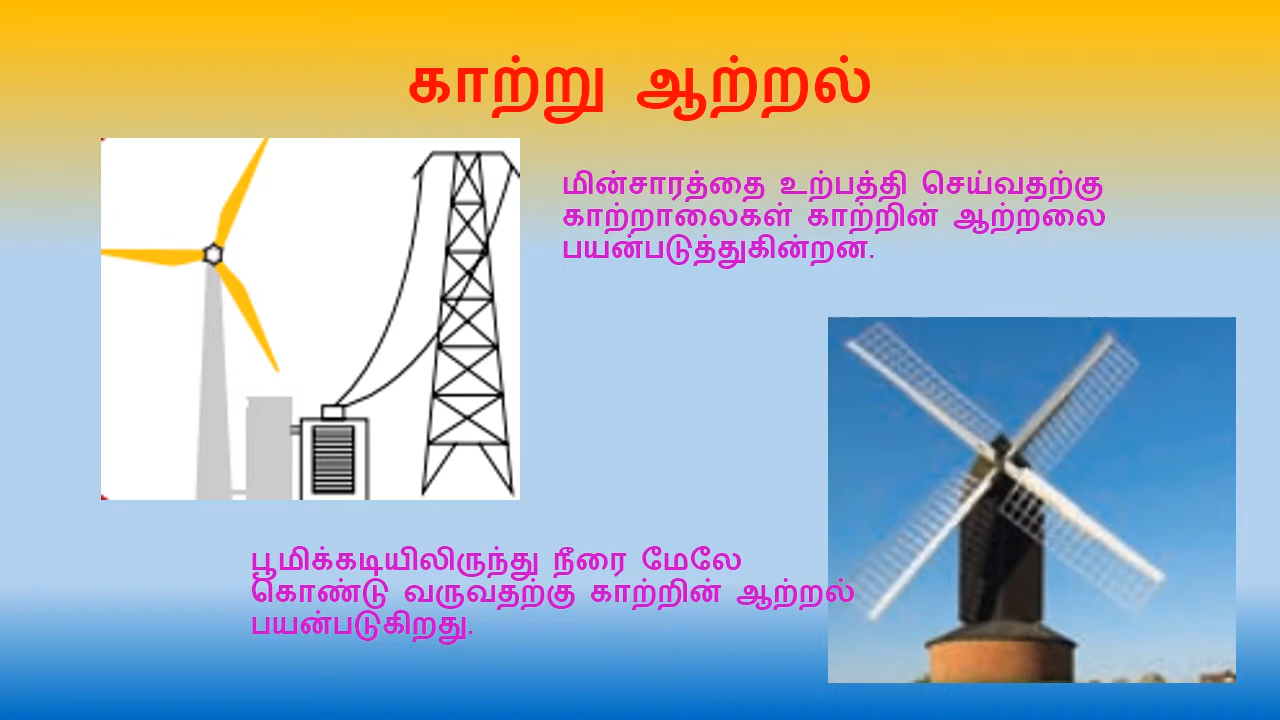 காற்று ஆற்றல்
மின்சாரத்தை உற்பத்தி செய்வதற்கு
காற்றாலைகள் காற்றின் ஆற்றலை
பயன்படுத்துகின்றன.
பூமிக்கடியிலிருந்து நீரை மேலே
கொண்டு வருவதற்கு காற்றின் ஆற்றல்
பயன்படுகிறது.